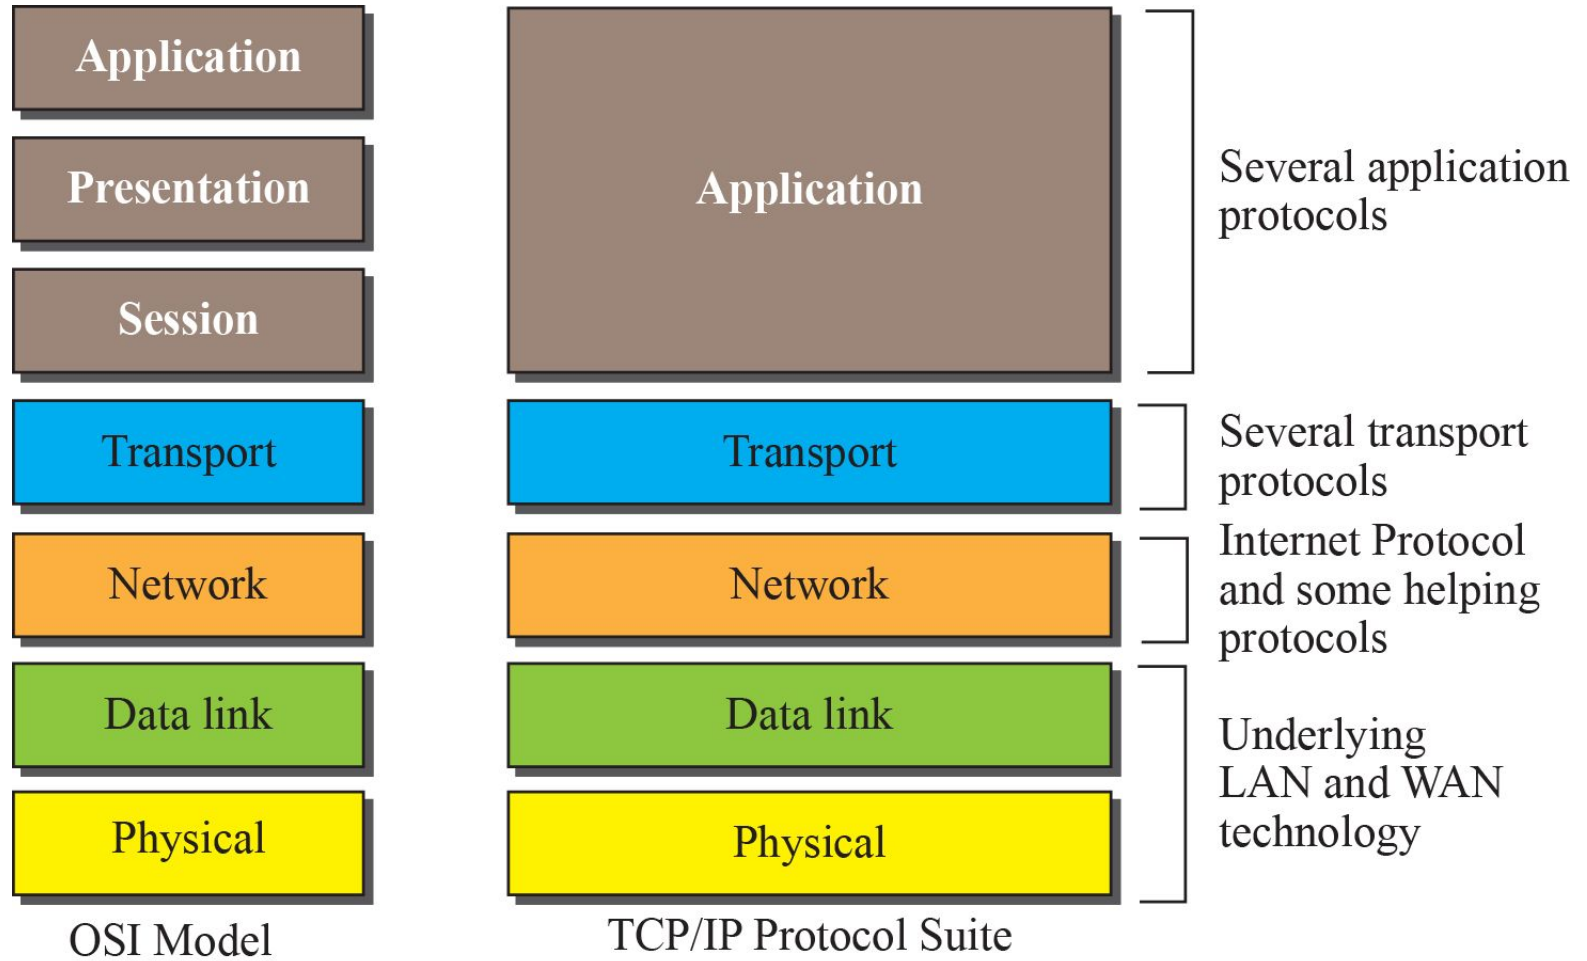 Application
Presentation
Session
Transport
Network
Data link
Physical
OSI Model
Application
Transport
Network
Data link
Physical
TCP/IP Protocol Suite
Several application
protocols
Several transport
protocols
Internet Protocol
and some helping
protocols
Underlying
LAN and WAN
technology